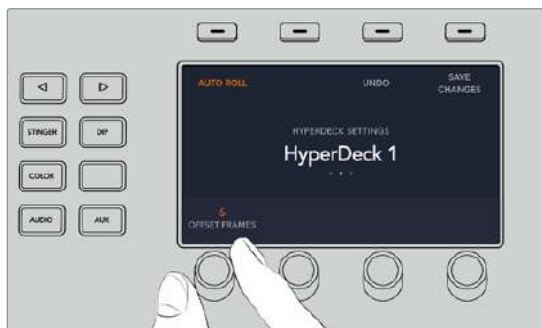 AUTO ROLL
UNDO
SAVE
CHANGES
HYPERDECK SETTINGS
HyperDeck 1
6
OFFSET FRAMES
STINGER
DIP
COLOR
AUDIO
AUX